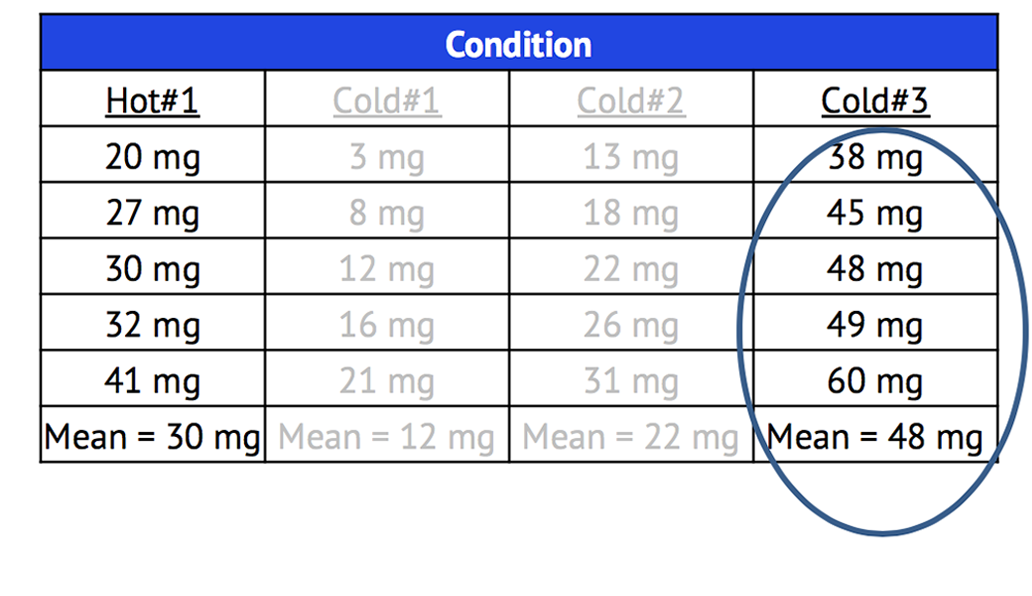 Condition
Hot#1 Cold#1 Cold#2 Cold#3
20 mg 3 mg 13 mg 38 mg
27 mg 8 mg 18 mg 45 mg
30 mg 12 mg 22 mg 48 mg
32 mg 16 mg 26 mg 49 mg
41 mg 21 mg 31 mg 60 mg
Mean = 30 mg Mean = 12 mg Mean = 22 mg Mean = 48 mg